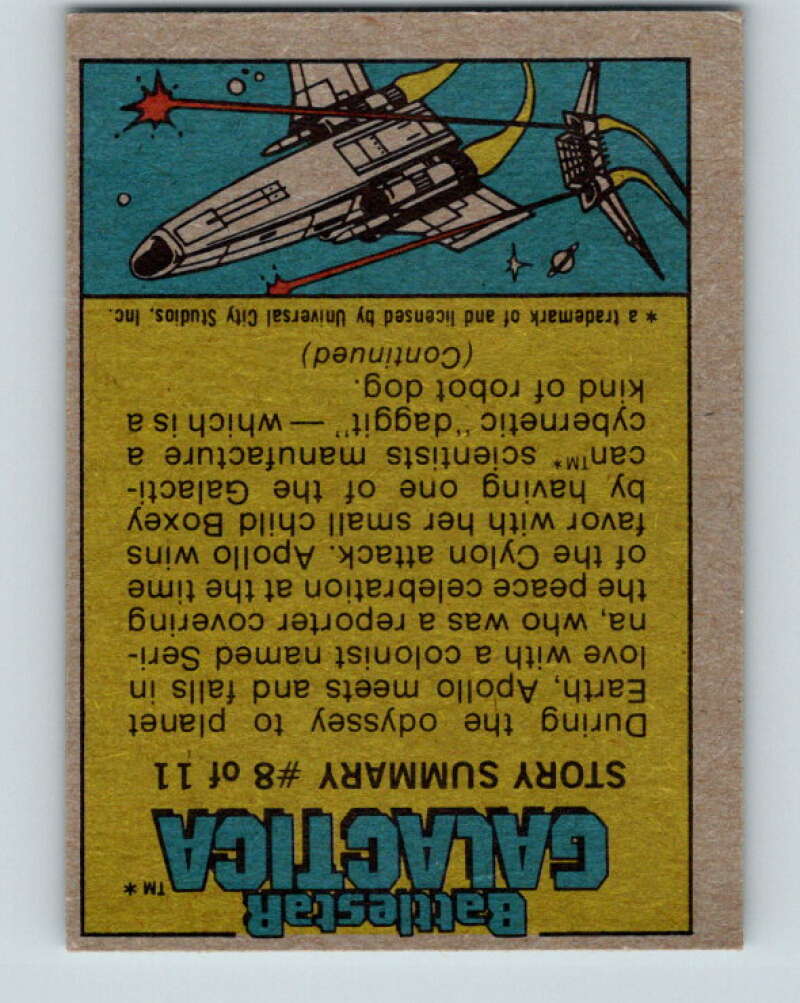 Battlestar
GALACTICA™*
STORY SUMMARY #8 of 11
During the odyssey to planet
Earth, Apollo meets and falls in
love with a colonist named Seri-
na, who was a reporter covering
the peace celebration at the time
of the Cylon attack. Apollo wins
favor with her small child Boxey
by having one of the Galacti-
can™* scientists manufacture a
cybernetic "daggit" — which is a
kind of robot dog.
(Continued)
* a trademark of and licensed by Universal City Studios, Inc.